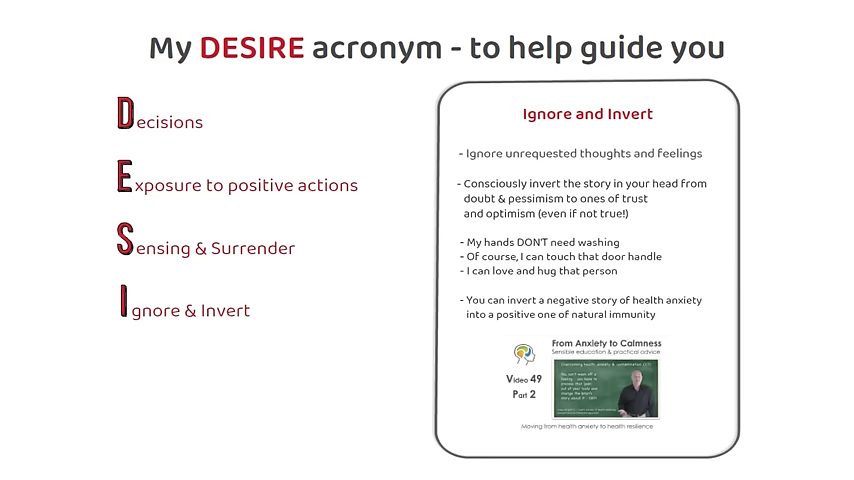 My DESIRE acronym - to help guide you
Decisions
Exposure to positive actions
Sensing & Surrender
Ignore & Invert
Ignore and Invert
- Ignore unrequested thoughts and feelings
- Consciously invert the story in your head from
doubt & pessimism to ones of trust
and optimism (even if not true!)
- My hands DON'T need washing
- Of course, I can touch that door handle
- I can love and hug that person
- You can invert a negative story of health anxiety
into a positive one of natural immunity
From Anxiety to Calmness
Sensible education & practical advice
Video 49
Part 2
Overcoming health anxiety & contamination OCD
Moving from health anxiety to health resilience